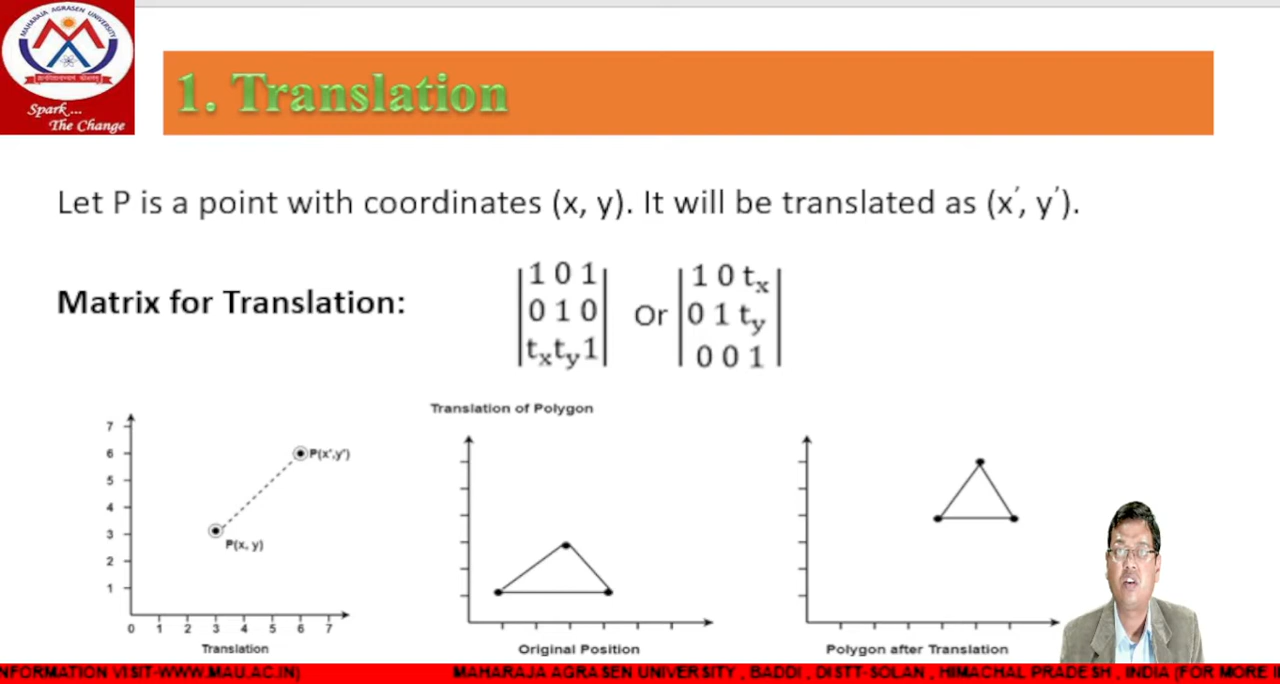 MAHARAJA AGRASEN UNIVERSITY
Spark...
The Change
1. Translation
Let P is a point with coordinates (x, y). It will be translated as (x′, y′).
Matrix for Translation:
|1 0 1|
|0 1 0|
|tₓ tᵧ 1|
Or
|1 0 tₓ|
|0 1 tᵧ|
|0 0 1|
7
6
5
4
3
2
1
P(x',y')
P(x, y)
0 1 2 3 4 5 6 7
Translation
Translation of Polygon
Original Position
Polygon after Translation
NFORMATION VISIT-WWW.MAU.AC.IN) MAHARAJA AGRASEN UNIVERSITY , BADDI , DISTT-SOLAN , HIMACHAL PRADESH , INDIA (FOR MORE I